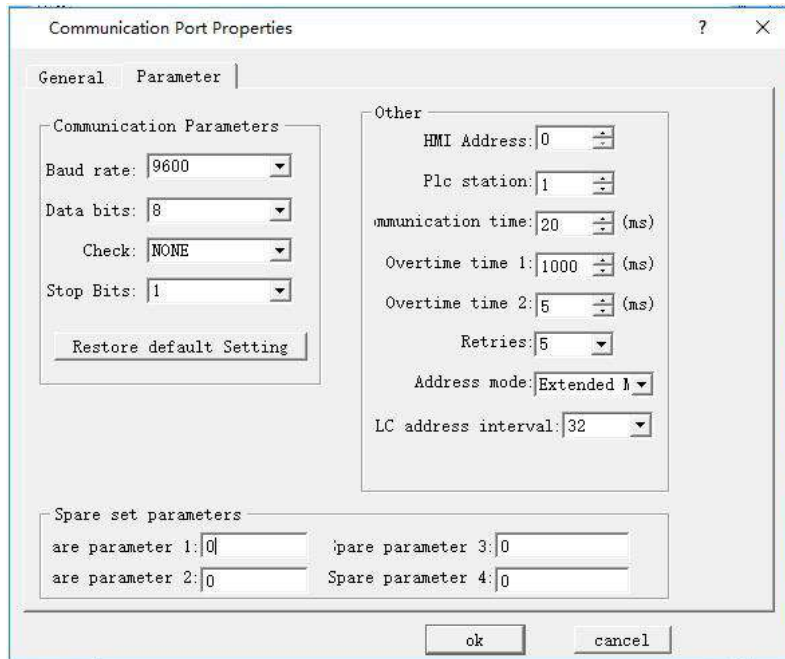 Communication Port Properties
General Parameter
Communication Parameters
Baud rate: 9600
Data bits: 8
Check: NONE
Stop Bits: 1
Restore default Setting
Other
HMI Address: 0
Plc station: 1
mmunication time: 20 (ms)
Overtime time 1: 1000 (ms)
Overtime time 2: 5 (ms)
Retries: 5
Address mode: Extended M
LC address interval: 32
Spare set parameters
are parameter 1: 0
pare parameter 3: 0
are parameter 2: 0
Spare parameter 4: 0
ok cancel